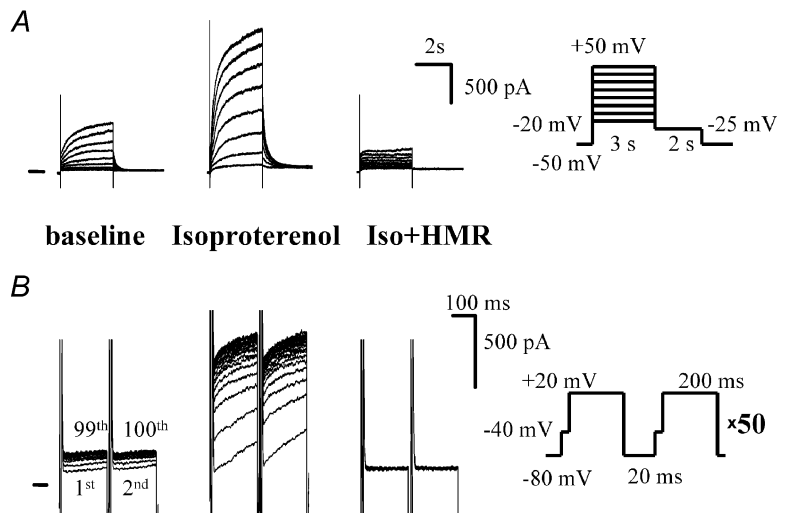 A
2s
500 pA
+50 mV
-20 mV
-25 mV
-50 mV
3 s
2 s
baseline
Isoproterenol
Iso+HMR
B
100 ms
500 pA
99th
100th
1st
2nd
+20 mV
200 ms
-40 mV
x50
-80 mV
20 ms